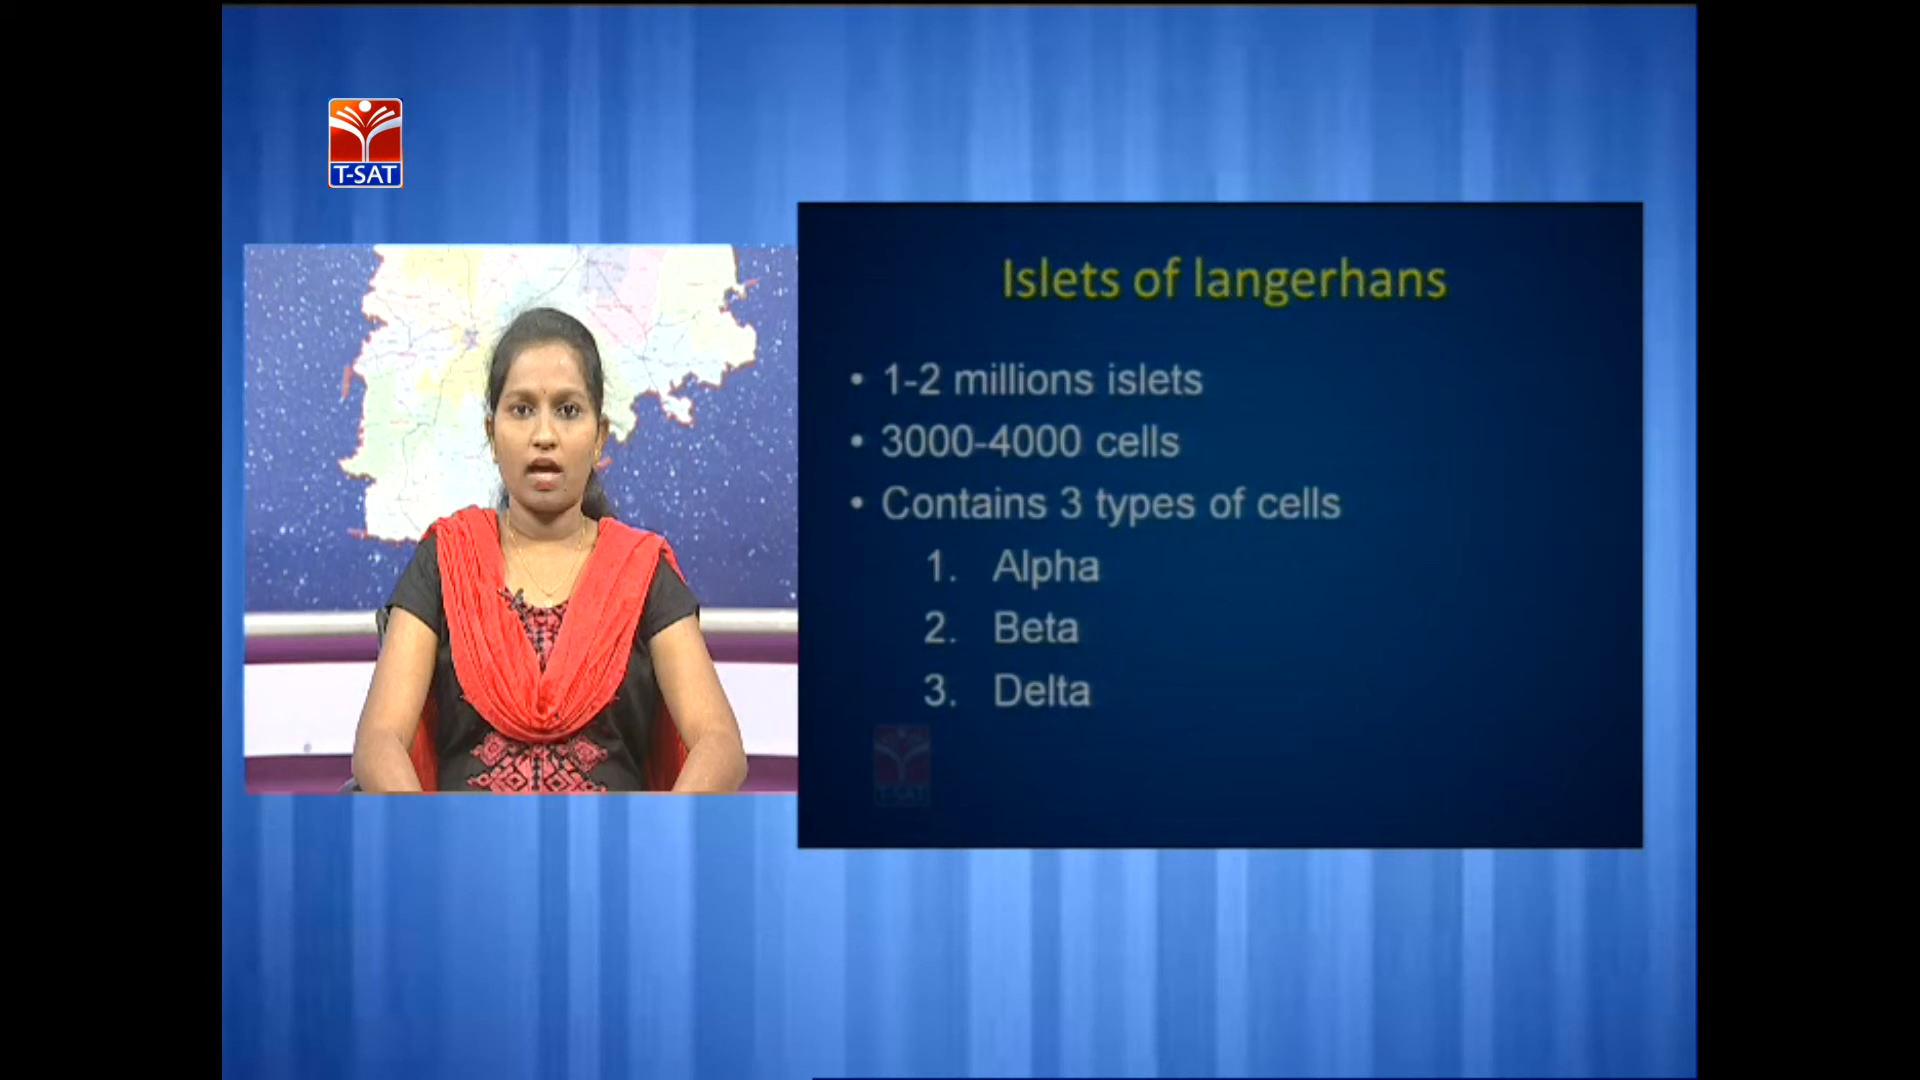 T-SAT
Islets of langerhans
• 1-2 millions islets
• 3000-4000 cells
• Contains 3 types of cells
1. Alpha
2. Beta
3. Delta
T-SAT